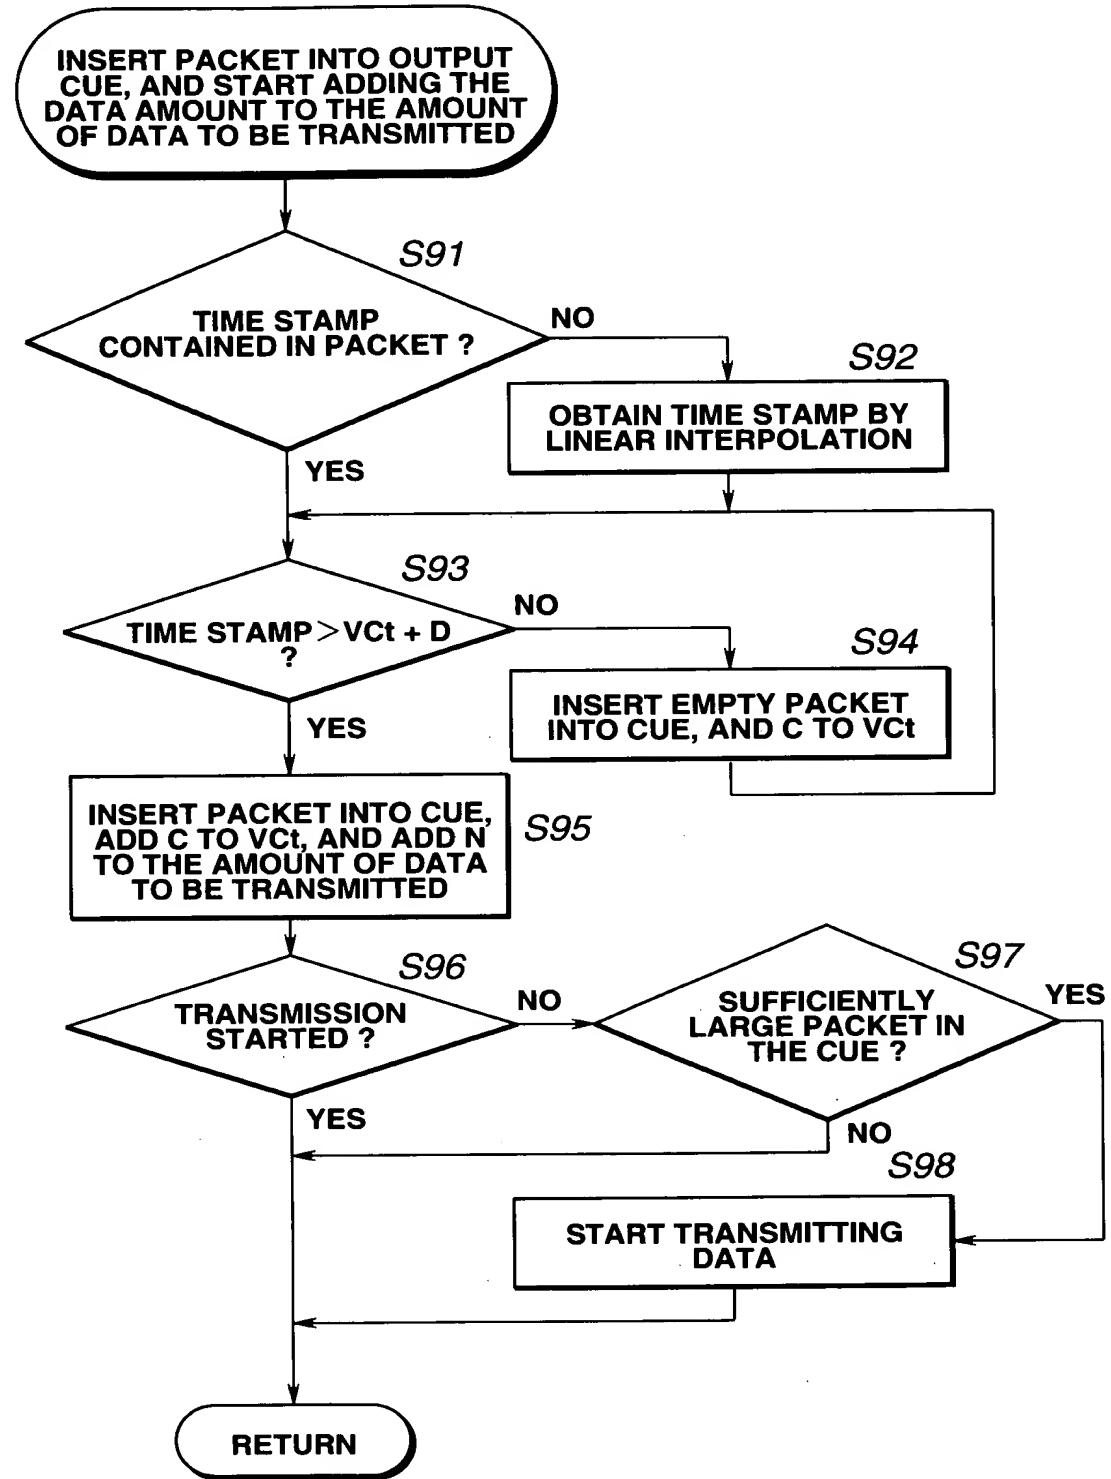 INSERT PACKET INTO OUTPUT
CUE, AND START ADDING THE
DATA AMOUNT TO THE AMOUNT
OF DATA TO BE TRANSMITTED
S91
TIME STAMP
CONTAINED IN PACKET ?
NO
YES
S92
OBTAIN TIME STAMP BY
LINEAR INTERPOLATION
S93
TIME STAMP>VCt + D
?
NO
YES
S94
INSERT EMPTY PACKET
INTO CUE, AND C TO VCt
INSERT PACKET INTO CUE,
ADD C TO VCt, AND ADD N
TO THE AMOUNT OF DATA
TO BE TRANSMITTED
S95
S96
TRANSMISSION
STARTED ?
NO
YES
S97
SUFFICIENTLY
LARGE PACKET IN
THE CUE ?
YES
NO
S98
START TRANSMITTING
DATA
RETURN